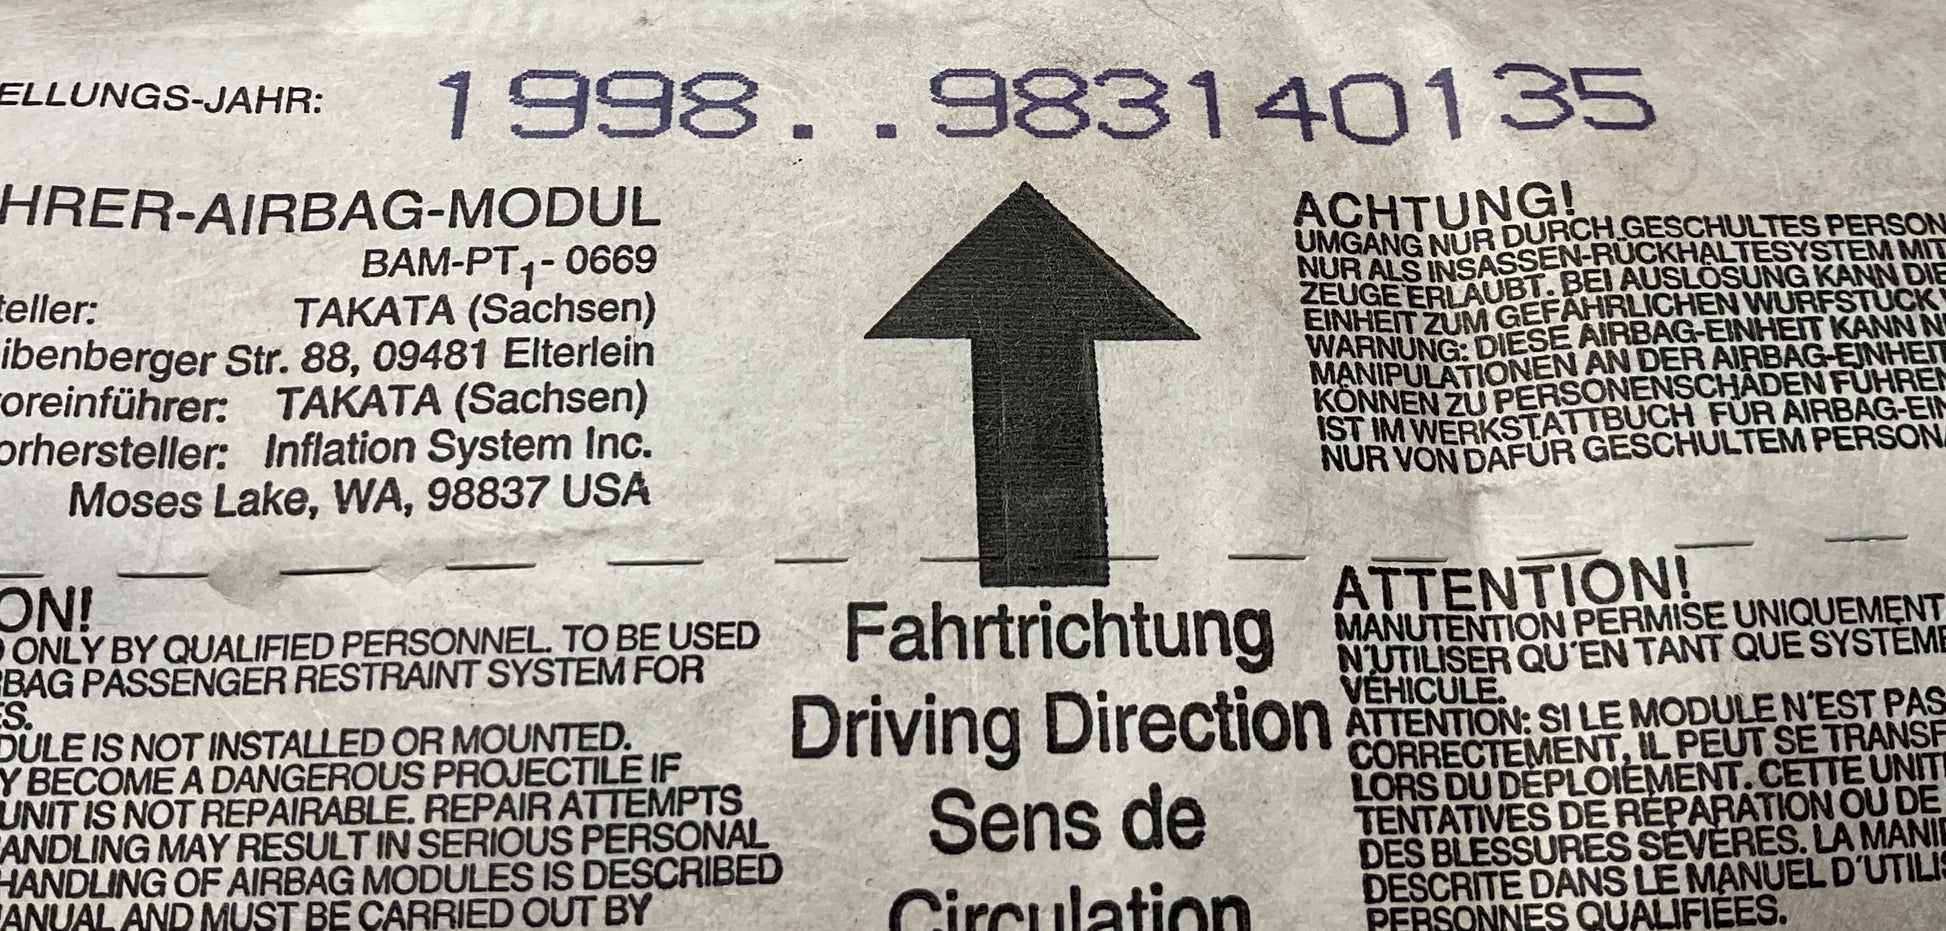 ELLUNGS-JAHR: 1998..983140135
HRER-AIRBAG-MODUL
BAM-PT1- 0669
teller: TAKATA (Sachsen)
ibenberger Str. 88, 09481 Elterlein
oreinführer: TAKATA (Sachsen)
orhersteller: Inflation System Inc.
Moses Lake, WA, 98837 USA
ACHTUNG!
UMGANG NUR DURCH GESCHULTES PERSON
NUR ALS INSASSEN-RÜCKHALTESYSTEM MIT
ZEUGE ERLAUBT. BEI AUSLÖSUNG KANN DIE
EINHEIT ZUM GEFÄHRLICHEN WURFSTÜCK
WARNUNG: DIESE AIRBAG-EINHEIT KANN N
MANIPULATIONEN AN DER AIRBAG-EINHEIT
KÖNNEN ZU PERSONENSCHÄDEN FÜHREN
IST IM WERKSTATTBUCH FÜR AIRBAG-EIN
NUR VON DAFÜR GESCHULTEM PERSONA
ON!
ONLY BY QUALIFIED PERSONNEL. TO BE USED
BAG PASSENGER RESTRAINT SYSTEM FOR
ES.
DULE IS NOT INSTALLED OR MOUNTED.
Y BECOME A DANGEROUS PROJECTILE IF
UNIT IS NOT REPAIRABLE. REPAIR ATTEMPTS
ANDLING MAY RESULT IN SERIOUS PERSONAL
HANDLING OF AIRBAG MODULES IS DESCRIBED
ANUAL AND MUST BE CARRIED OUT BY
Fahrtrichtung
Driving Direction
Sens de
Circulation
ATTENTION!
MANUTENTION PERMISE UNIQUEMENT
N'UTILISER QU'EN TANT QUE SYSTÈME
VÉHICULE.
ATTENTION: SI LE MODULE N'EST PAS
CORRECTEMENT, IL PEUT SE TRANSF
LORS DU DÉPLOIEMENT. CETTE UNIT
TENTATIVES DE RÉPARATION OU DE
DES BLESSURES SÉVÈRES. LA MANI
DESCRITE DANS LE MANUEL D'UTILIS
PERSONNES QUALIFIÉES.